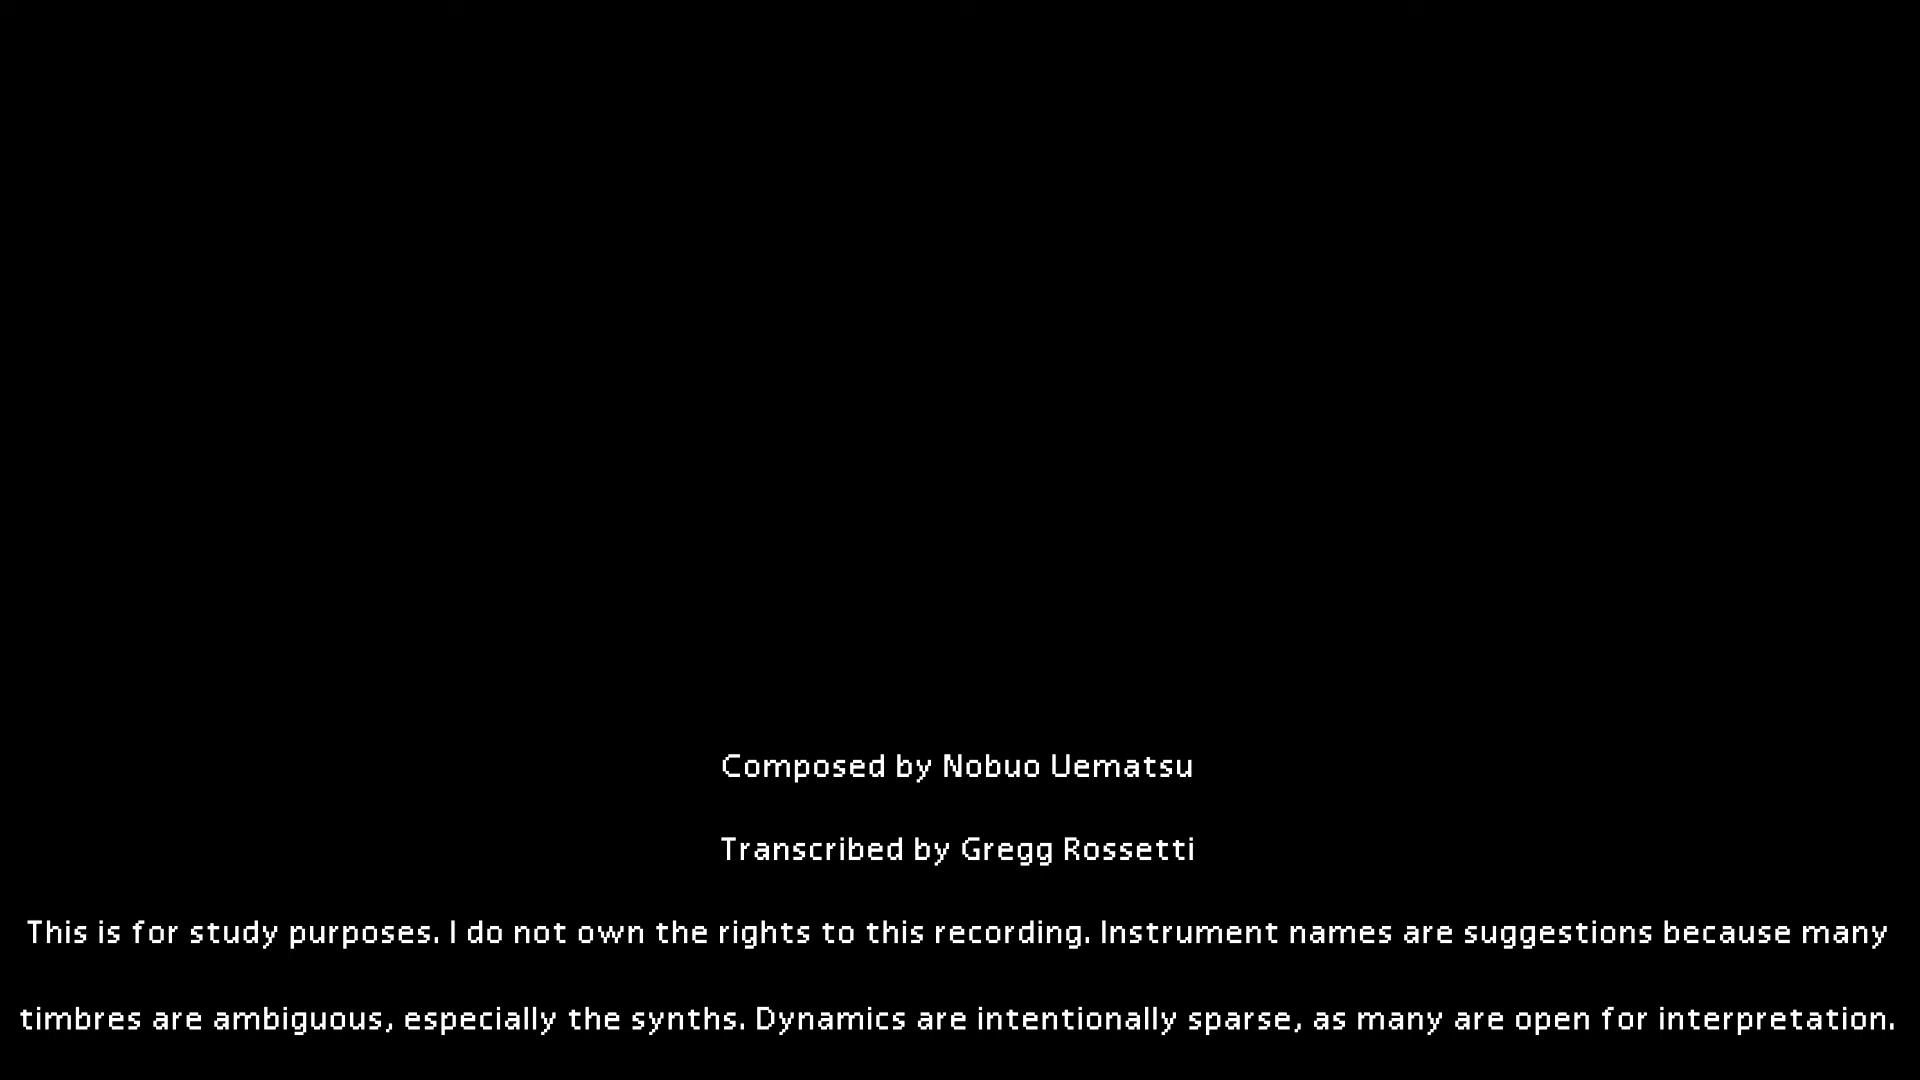 Composed by Nobuo Uematsu
Transcribed by Gregg Rossetti
This is for study purposes. I do not own the rights to this recording. Instrument names are suggestions because many
timbres are ambiguous, especially the synths. Dynamics are intentionally sparse, as many are open for interpretation.